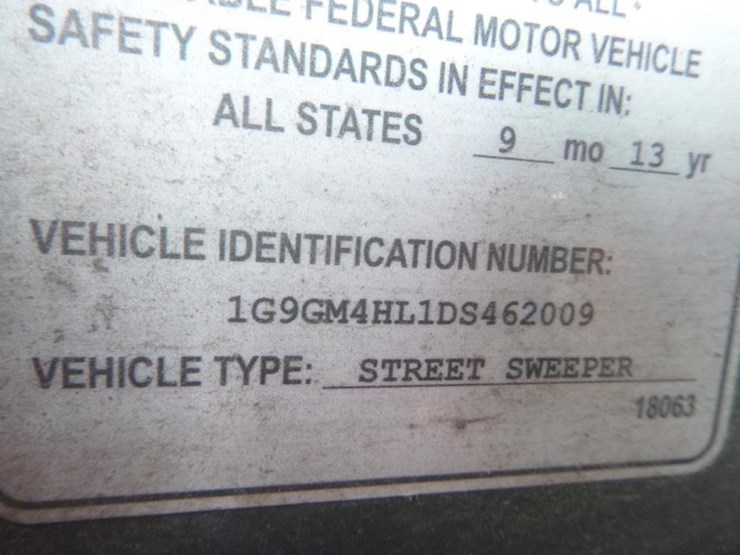 FEDERAL MOTOR VEHICLE
SAFETY STANDARDS IN EFFECT IN:
ALL STATES 9 mo 13 yr
VEHICLE IDENTIFICATION NUMBER:
1G9GM4HL1DS462009
VEHICLE TYPE: STREET SWEEPER
18063